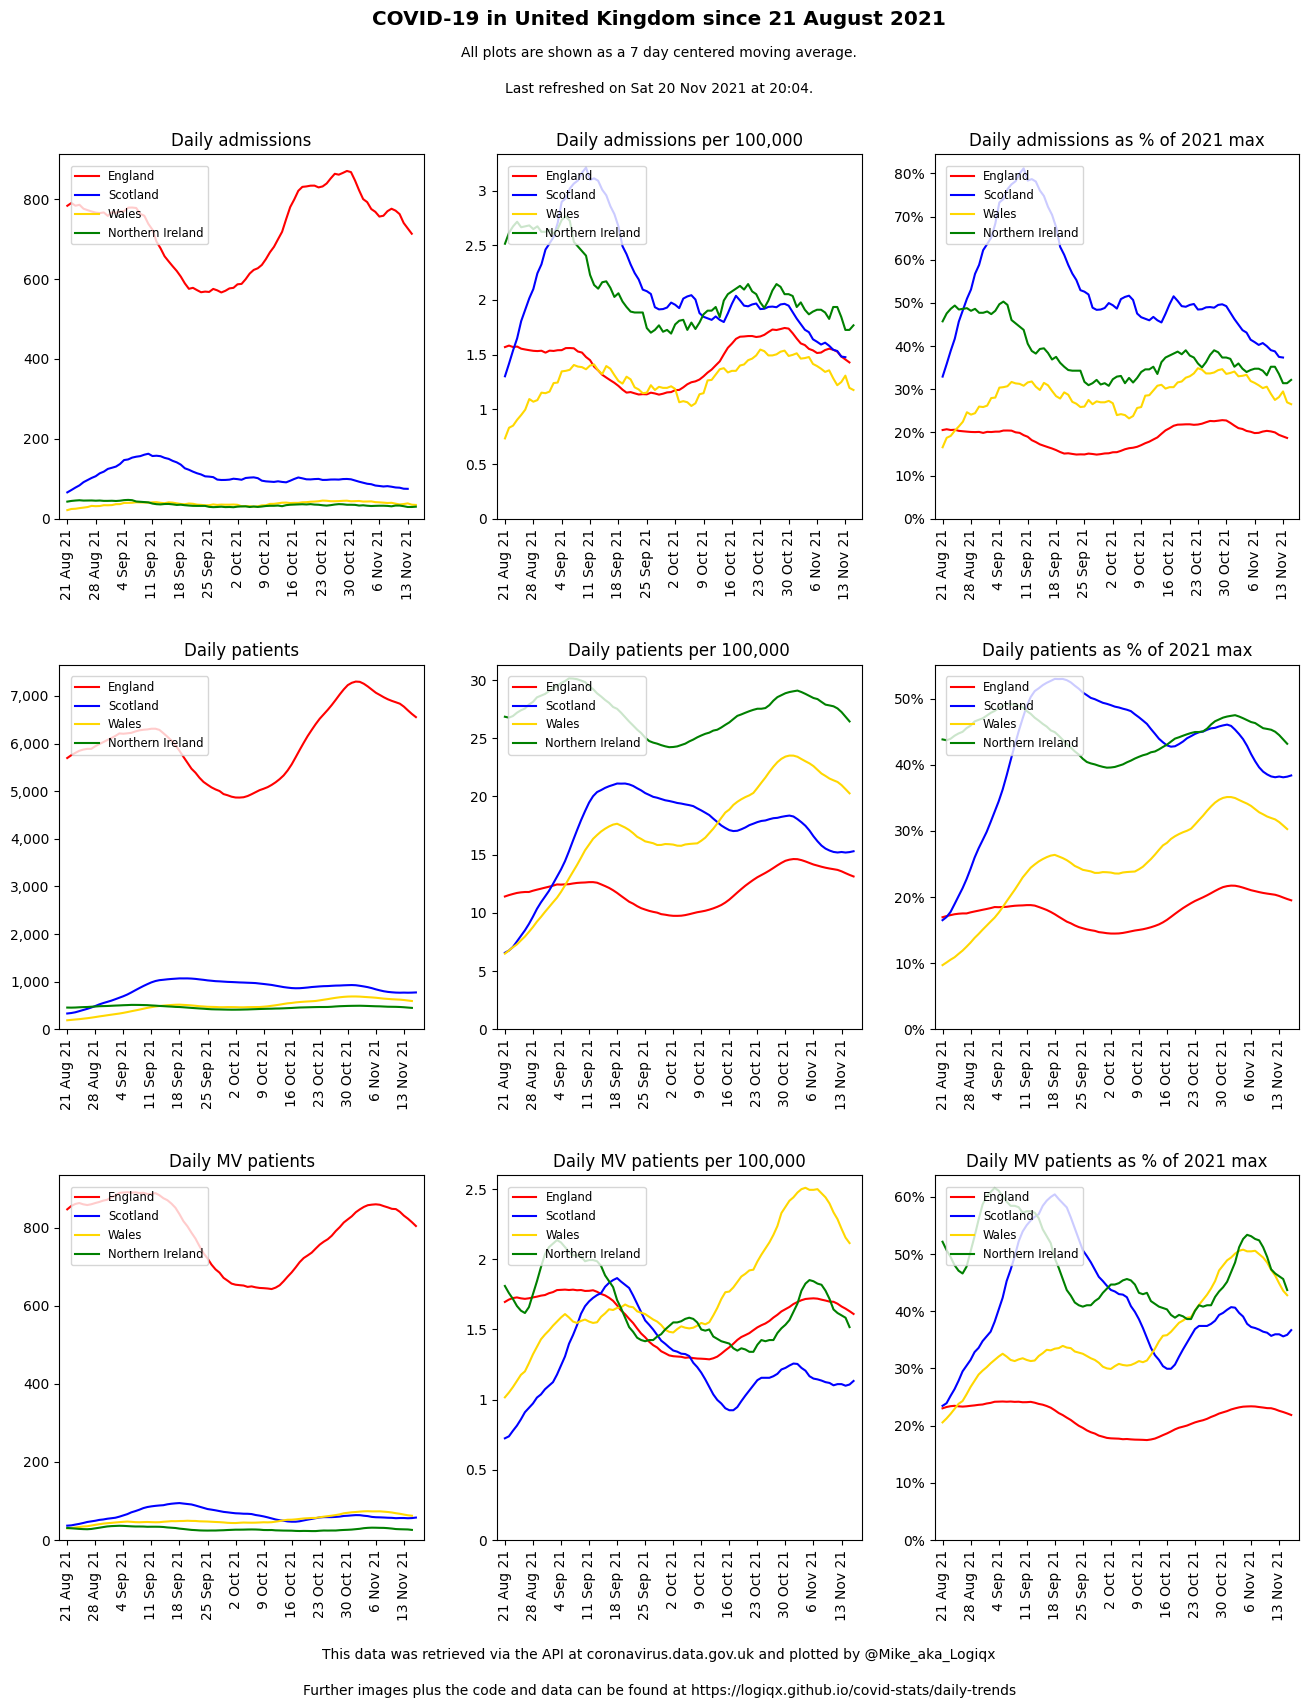 COVID-19 in United Kingdom since 21 August 2021
All plots are shown as a 7 day centered moving average.
Last refreshed on Sat 20 Nov 2021 at 20:04.
Daily admissions
England
Scotland
Wales
Northern Ireland
800
600
400
200
0
21 Aug 21
28 Aug 21
4 Sep 21
11 Sep 21
18 Sep 21
25 Sep 21
2 Oct 21
9 Oct 21
16 Oct 21
23 Oct 21
30 Oct 21
6 Nov 21
13 Nov 21
Daily admissions per 100,000
England
Scotland
Wales
Northern Ireland
3
2.5
2
1.5
1
0.5
0
21 Aug 21
28 Aug 21
4 Sep 21
11 Sep 21
18 Sep 21
25 Sep 21
2 Oct 21
9 Oct 21
16 Oct 21
23 Oct 21
30 Oct 21
6 Nov 21
13 Nov 21
Daily admissions as % of 2021 max
England
Scotland
Wales
Northern Ireland
80%
70%
60%
50%
40%
30%
20%
10%
0%
21 Aug 21
28 Aug 21
4 Sep 21
11 Sep 21
18 Sep 21
25 Sep 21
2 Oct 21
9 Oct 21
16 Oct 21
23 Oct 21
30 Oct 21
6 Nov 21
13 Nov 21
Daily patients
England
Scotland
Wales
Northern Ireland
7,000
6,000
5,000
4,000
3,000
2,000
1,000
0
21 Aug 21
28 Aug 21
4 Sep 21
11 Sep 21
18 Sep 21
25 Sep 21
2 Oct 21
9 Oct 21
16 Oct 21
23 Oct 21
30 Oct 21
6 Nov 21
13 Nov 21
Daily patients per 100,000
England
Scotland
Wales
Northern Ireland
30
25
20
15
10
5
0
21 Aug 21
28 Aug 21
4 Sep 21
11 Sep 21
18 Sep 21
25 Sep 21
2 Oct 21
9 Oct 21
16 Oct 21
23 Oct 21
30 Oct 21
6 Nov 21
13 Nov 21
Daily patients as % of 2021 max
England
Scotland
Wales
Northern Ireland
50%
40%
30%
20%
10%
0%
21 Aug 21
28 Aug 21
4 Sep 21
11 Sep 21
18 Sep 21
25 Sep 21
2 Oct 21
9 Oct 21
16 Oct 21
23 Oct 21
30 Oct 21
6 Nov 21
13 Nov 21
Daily MV patients
England
Scotland
Wales
Northern Ireland
800
600
400
200
0
21 Aug 21
28 Aug 21
4 Sep 21
11 Sep 21
18 Sep 21
25 Sep 21
2 Oct 21
9 Oct 21
16 Oct 21
23 Oct 21
30 Oct 21
6 Nov 21
13 Nov 21
Daily MV patients per 100,000
England
Scotland
Wales
Northern Ireland
2.5
2
1.5
1
0.5
0
21 Aug 21
28 Aug 21
4 Sep 21
11 Sep 21
18 Sep 21
25 Sep 21
2 Oct 21
9 Oct 21
16 Oct 21
23 Oct 21
30 Oct 21
6 Nov 21
13 Nov 21
Daily MV patients as % of 2021 max
England
Scotland
Wales
Northern Ireland
60%
50%
40%
30%
20%
10%
0%
21 Aug 21
28 Aug 21
4 Sep 21
11 Sep 21
18 Sep 21
25 Sep 21
2 Oct 21
9 Oct 21
16 Oct 21
23 Oct 21
30 Oct 21
6 Nov 21
13 Nov 21
This data was retrieved via the API at coronavirus.data.gov.uk and plotted by @Mike_aka_Logiqx
Further images plus the code and data can be found at https://logiqx.github.io/covid-stats/daily-trends